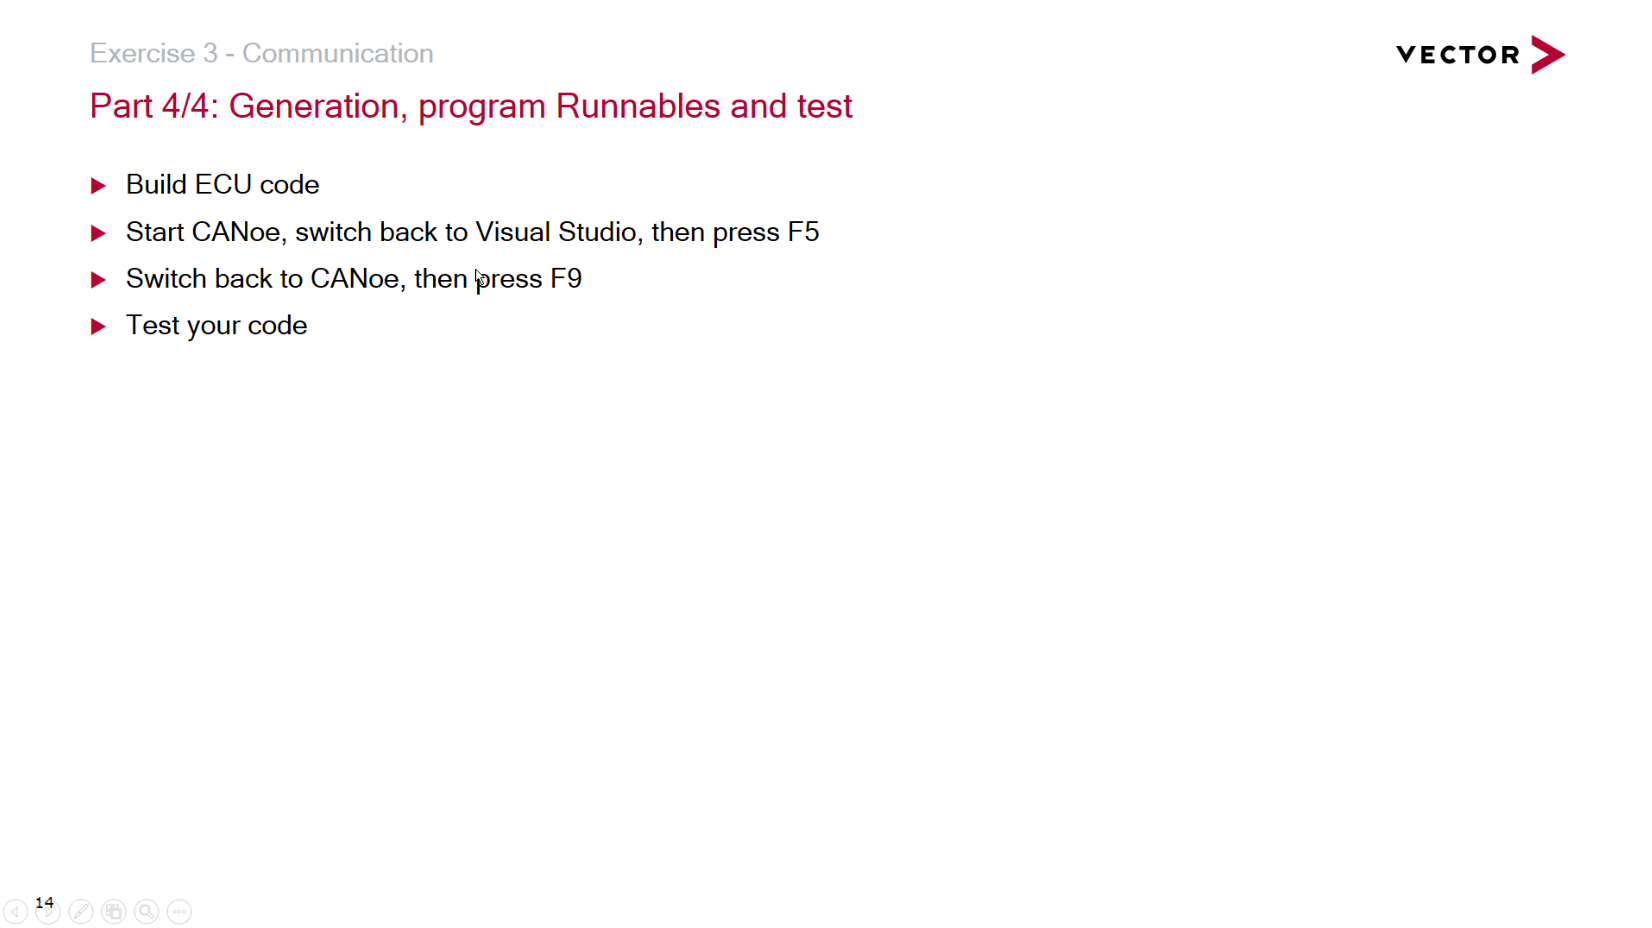 Exercise 3 - Communication
VECTOR
Part 4/4: Generation, program Runnables and test
Build ECU code
Start CANoe, switch back to Visual Studio, then press F5
Switch back to CANoe, then press F9
Test your code
14